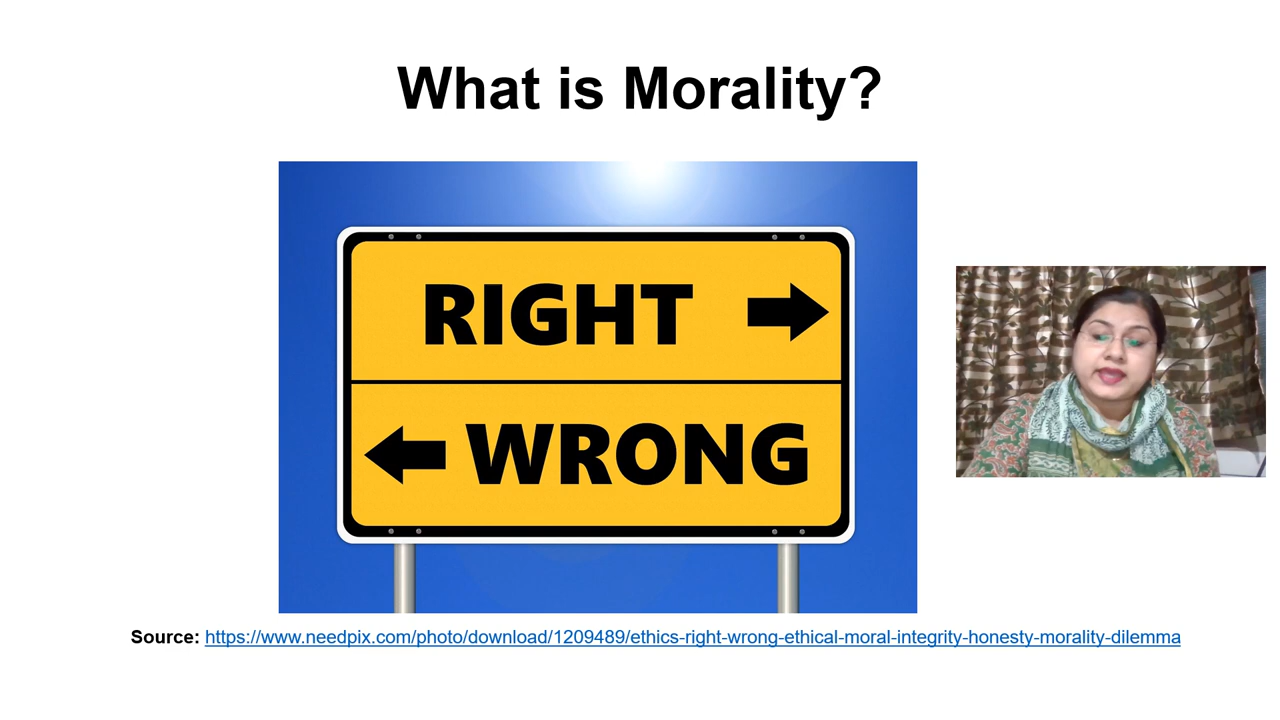 What is Morality?
RIGHT
WRONG
Source: https://www.needpix.com/photo/download/1209489/ethics-right-wrong-ethical-moral-integrity-honesty-morality-dilemma